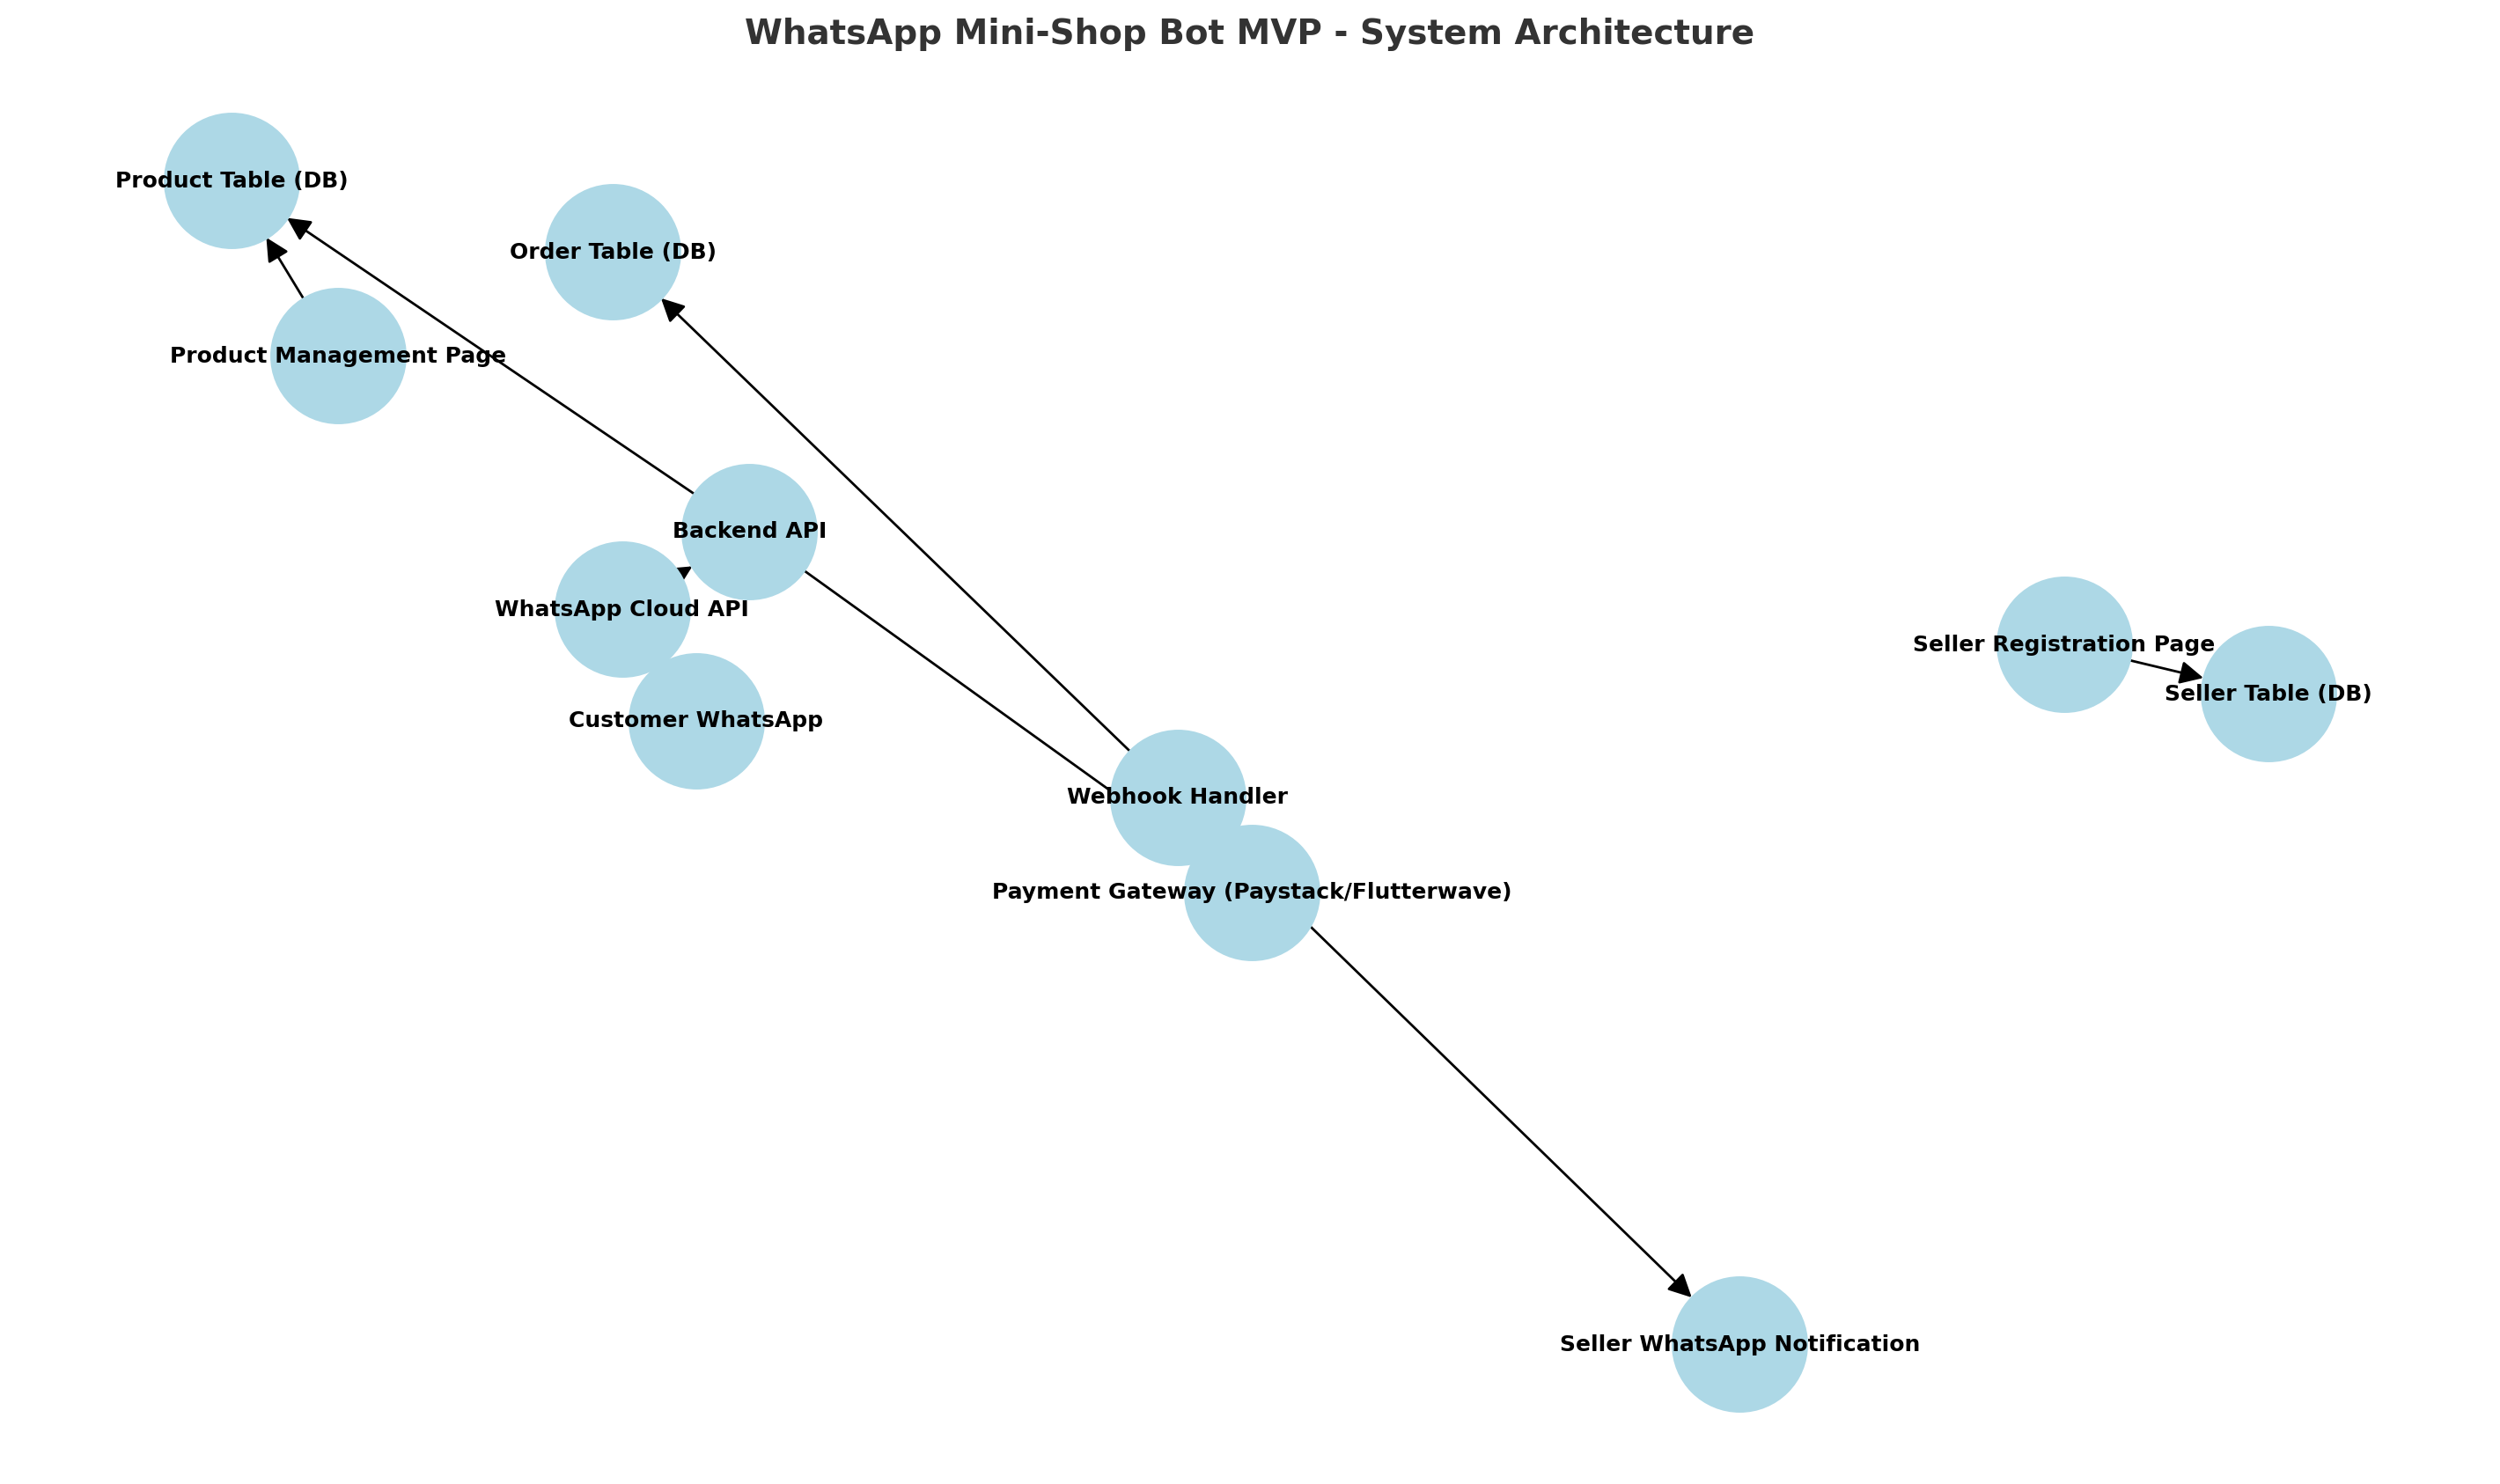 WhatsApp Mini-Shop Bot MVP - System Architecture
Product Table (DB)
Order Table (DB)
Product Management Page
Backend API
WhatsApp Cloud API
Seller Registration Page
Seller Table (DB)
Customer WhatsApp
Webhook Handler
Payment Gateway (Paystack/Flutterwave)
Seller WhatsApp Notification